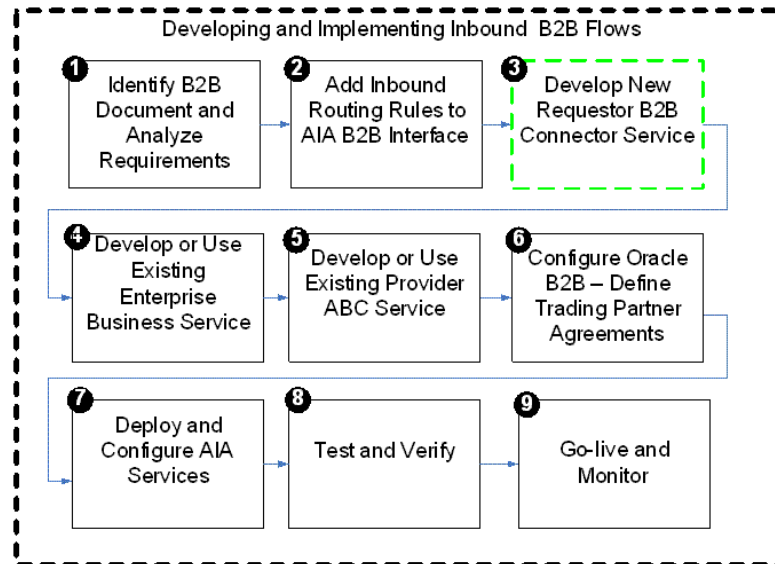 Developing and Implementing Inbound B2B Flows
1
Identify B2B
Document and
Analyze
Requirements
2
Add Inbound
Routing Rules to
AIA B2B Interface
3
Develop New
Requestor B2B
Connector Service
4
Develop or Use
Existing
Enterprise
Business Service
5
Develop or Use
Existing Provider
ABC Service
6
Configure Oracle
B2B – Define
Trading Partner
Agreements
7
Deploy and
Configure AIA
Services
8
Test and Verify
9
Go-live and
Monitor